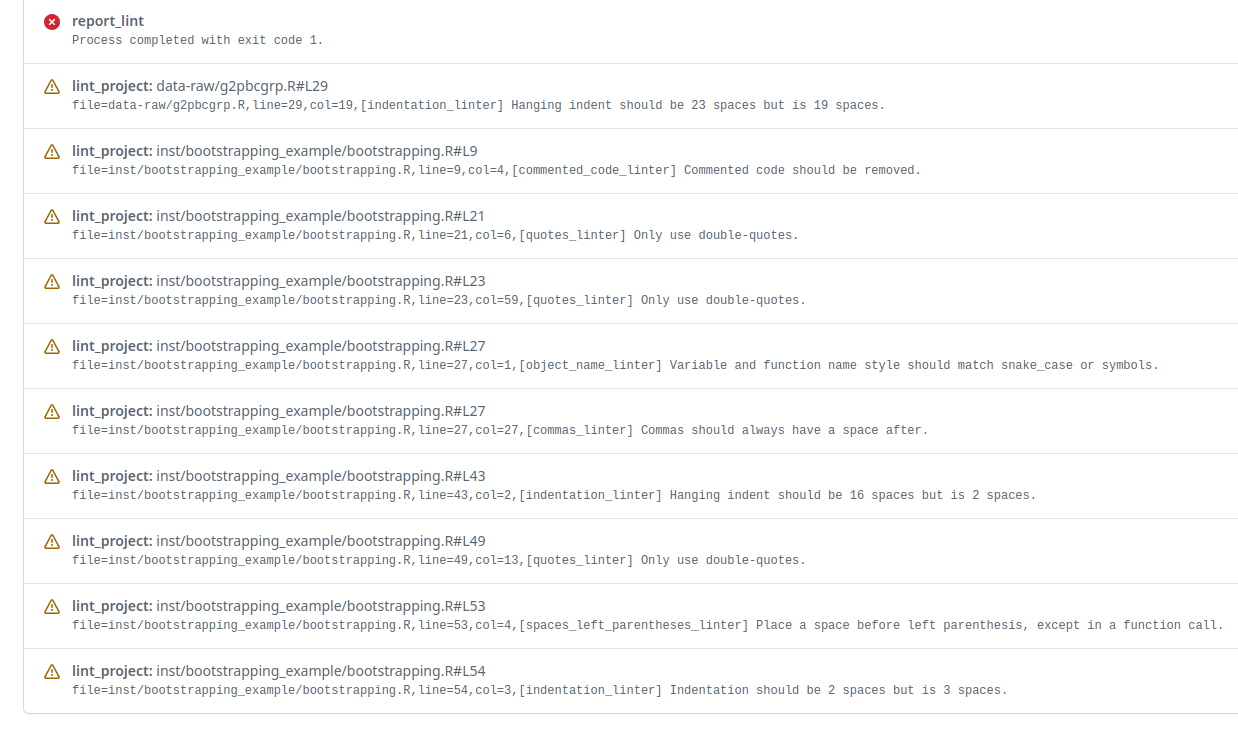 report_lint
Process completed with exit code 1.
lint_project: data-raw/g2pbcgrp.R#L29
file=data-raw/g2pbcgrp.R,line=29,col=19,[indentation_linter] Hanging indent should be 23 spaces but is 19 spaces.
lint_project: inst/bootstrapping_example/bootstrapping.R#L9
file=inst/bootstrapping_example/bootstrapping.R,line=9,col=4,[commented_code_linter] Commented code should be removed.
lint_project: inst/bootstrapping_example/bootstrapping.R#L21
file=inst/bootstrapping_example/bootstrapping.R,line=21,col=6,[quotes_linter] Only use double-quotes.
lint_project: inst/bootstrapping_example/bootstrapping.R#L23
file=inst/bootstrapping_example/bootstrapping.R,line=23,col=59,[quotes_linter] Only use double-quotes.
lint_project: inst/bootstrapping_example/bootstrapping.R#L27
file=inst/bootstrapping_example/bootstrapping.R,line=27,col=1,[object_name_linter] Variable and function name style should match snake_case or symbols.
lint_project: inst/bootstrapping_example/bootstrapping.R#L27
file=inst/bootstrapping_example/bootstrapping.R,line=27,col=27,[commas_linter] Commas should always have a space after.
lint_project: inst/bootstrapping_example/bootstrapping.R#L43
file=inst/bootstrapping_example/bootstrapping.R,line=43,col=2,[indentation_linter] Hanging indent should be 16 spaces but is 2 spaces.
lint_project: inst/bootstrapping_example/bootstrapping.R#L49
file=inst/bootstrapping_example/bootstrapping.R,line=49,col=13,[quotes_linter] Only use double-quotes.
lint_project: inst/bootstrapping_example/bootstrapping.R#L53
file=inst/bootstrapping_example/bootstrapping.R,line=53,col=4,[spaces_left_parentheses_linter] Place a space before left parenthesis, except in a function call.
lint_project: inst/bootstrapping_example/bootstrapping.R#L54
file=inst/bootstrapping_example/bootstrapping.R,line=54,col=3,[indentation_linter] Indentation should be 2 spaces but is 3 spaces.